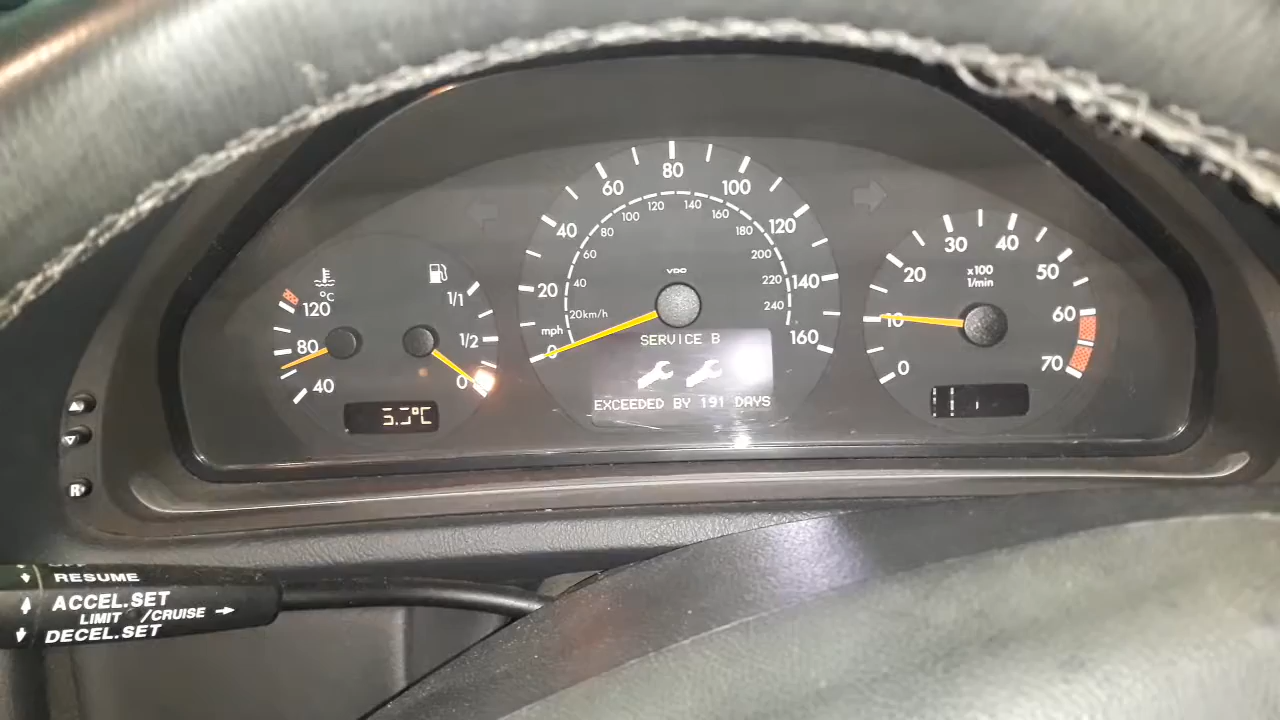 °C
120
80
40
1/1
1/2
0
mph
0
20
40
60
80
100
120
140
160
20km/h
40
60
80
100
120
140
160
180
200
220
240
VDO
SERVICE B
EXCEEDED BY 191 DAYS
x100
1/min
0
10
20
30
40
50
60
70
R
RESUME
ACCEL.SET
LIMIT /CRUISE
DECEL.SET